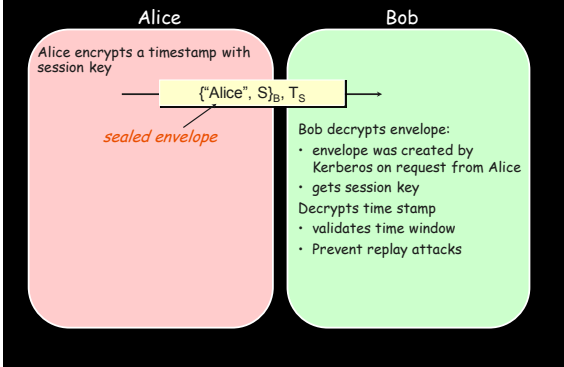 Alice
Bob
Alice encrypts a timestamp with
session key
{“Alice”, S}B, TS
sealed envelope
Bob decrypts envelope:
• envelope was created by
Kerberos on request from Alice
• gets session key
Decrypts time stamp
• validates time window
• Prevent replay attacks